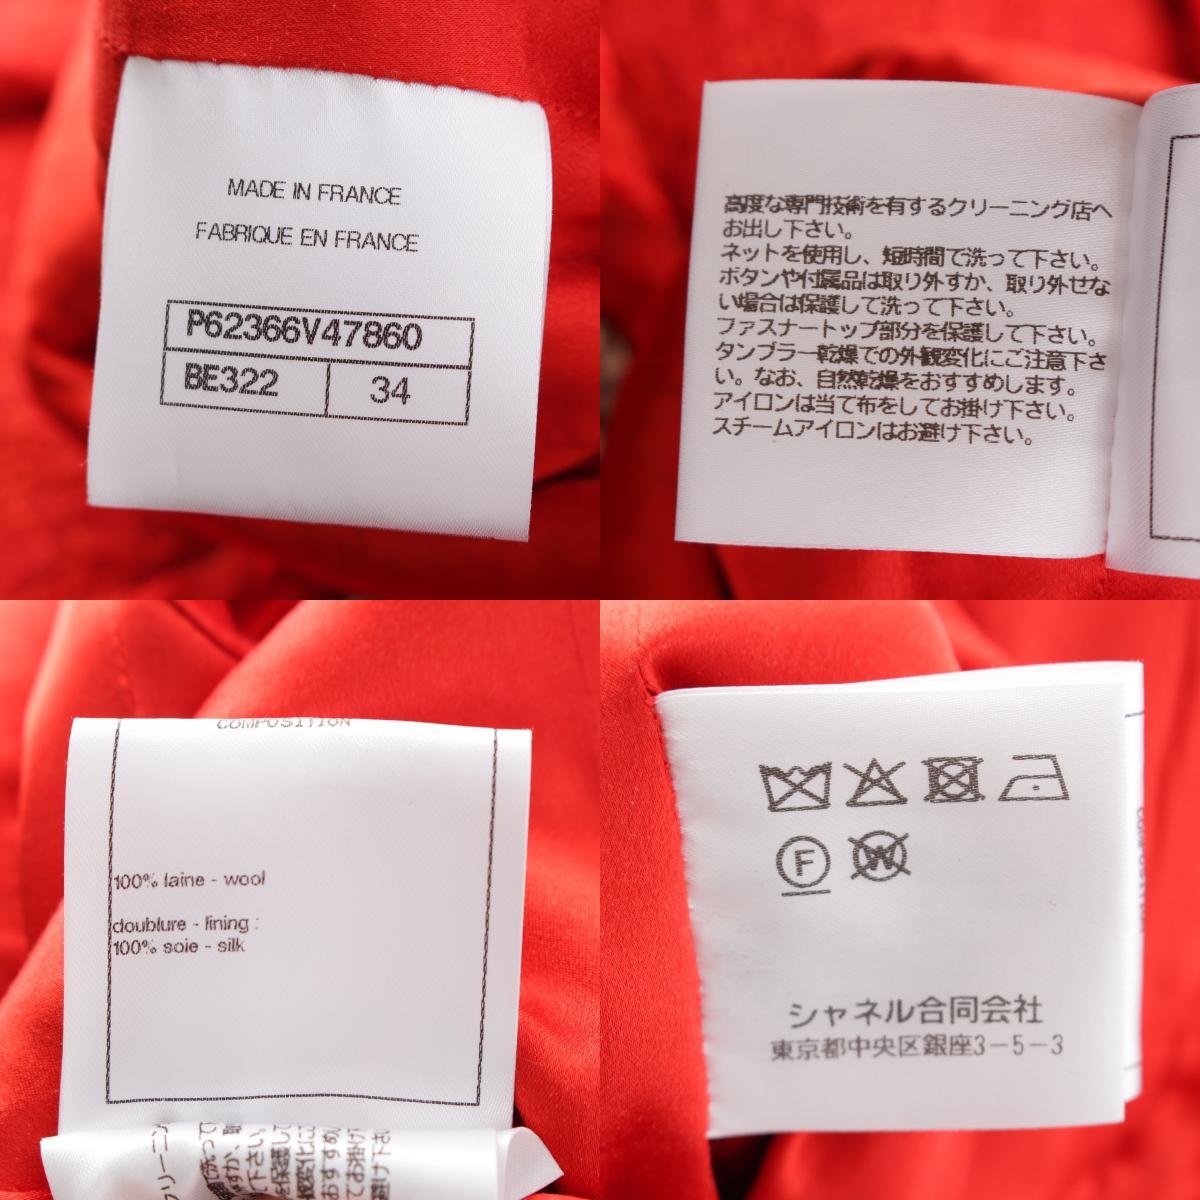 MADE IN FRANCE
FABRIQUE EN FRANCE
P62366V47860
BE322 34
高度な専門技術を有するクリーニング店へ
お出し下さい。
ネットを使用し、短時間で洗って下さい。
ボタンや付属品は取り外すか、取り外せな
い場合は保護して洗って下さい。
ファスナートップ部分を保護して下さい。
タンブラー乾燥での外観変化にご注意下さ
い。なお、自然乾燥をおすすめします。
アイロンは当て布をしてお掛け下さい。
スチームアイロンはお避け下さい。
COMPOSITION
100% laine - wool
doublure - lining :
100% soie - silk
F W
シャネル合同会社
東京都中央区銀座3-5-3